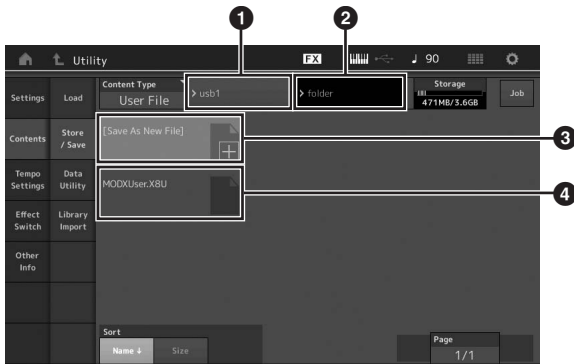 1 2
Utility FX 90
Settings Load Content Type User File > usb1 > folder Storage 471MB/3.6GB Job
Contents Store / Save [Save As New File] 3
Tempo Settings Data Utility MODXUser.X8U 4
Effect Switch Library Import
Other Info
Sort
Name ↓ Size
Page
1/1